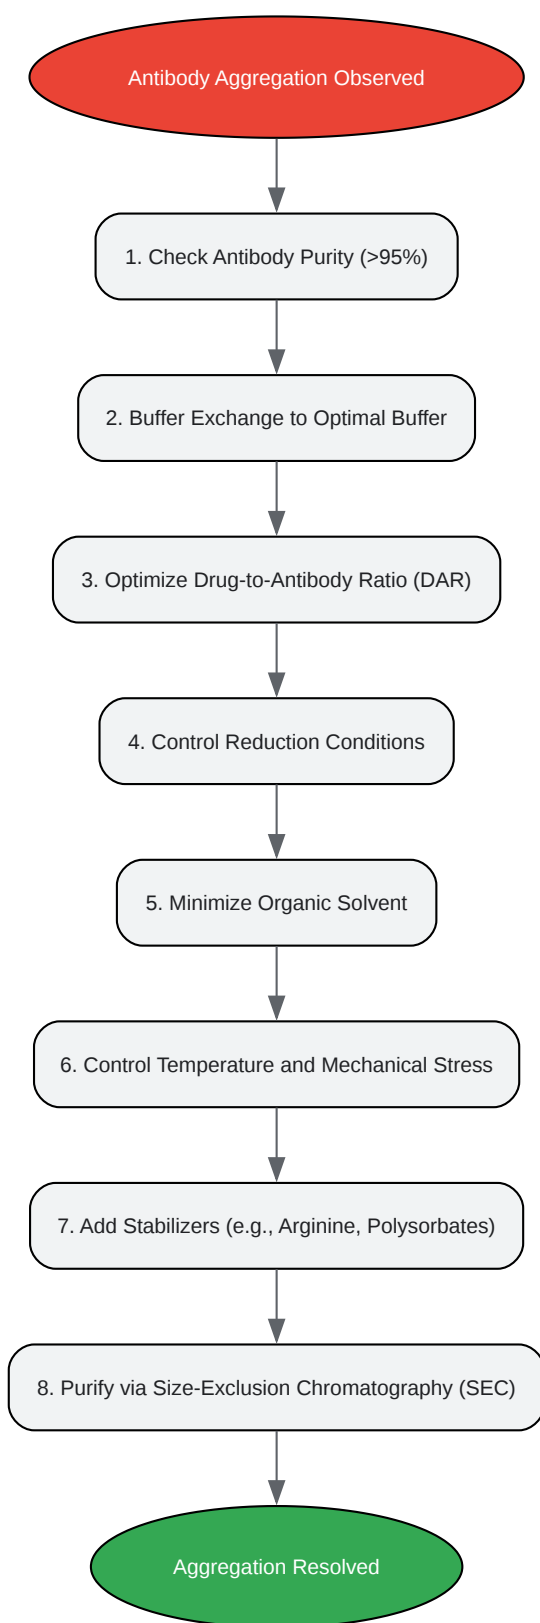 Antibody Aggregation Observed
1. Check Antibody Purity (>95%)
2. Buffer Exchange to Optimal Buffer
3. Optimize Drug-to-Antibody Ratio (DAR)
4. Control Reduction Conditions
5. Minimize Organic Solvent
6. Control Temperature and Mechanical Stress
7. Add Stabilizers (e.g., Arginine, Polysorbates)
8. Purify via Size-Exclusion Chromatography (SEC)
Aggregation Resolved